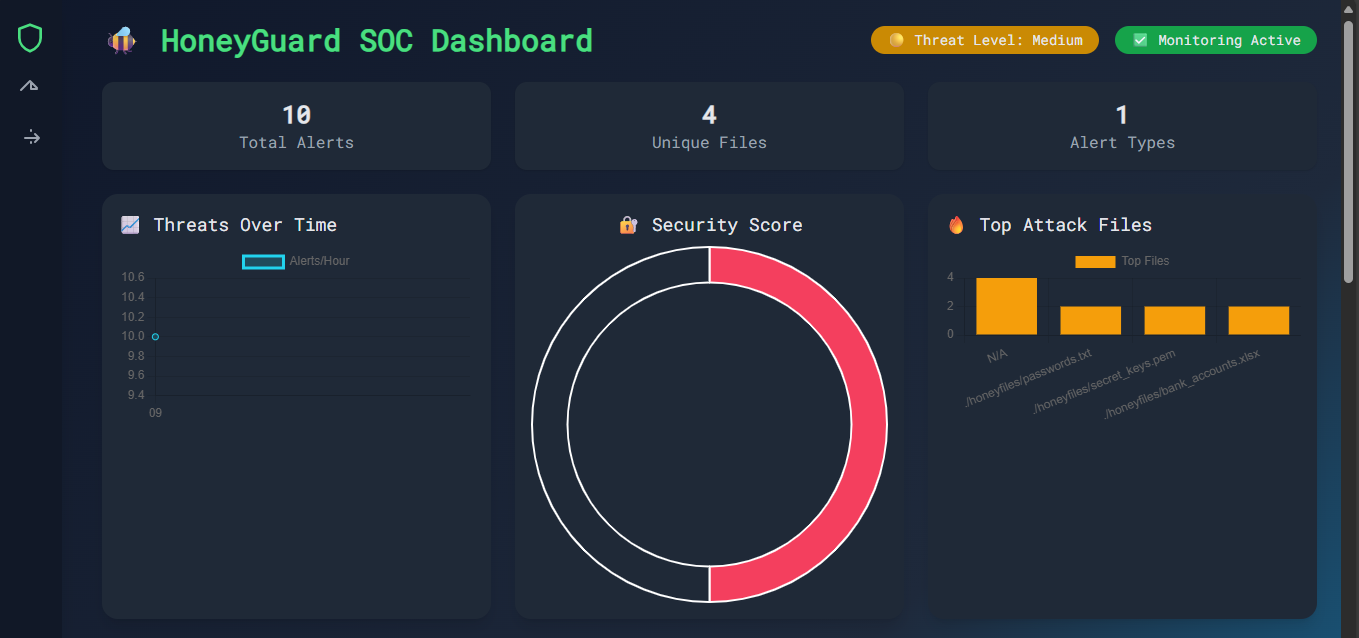 HoneyGuard SOC Dashboard
Threat Level: Medium
Monitoring Active
10
Total Alerts
4
Unique Files
1
Alert Types
Threats Over Time
Alerts/Hour
10.6
10.4
10.2
10.0
9.8
9.6
9.4
09
Security Score
Top Attack Files
Top Files
4
2
0
N/A
./honeyfiles/passwords.txt
./honeyfiles/secret_keys.pem
./honeyfiles/bank_accounts.xlsx